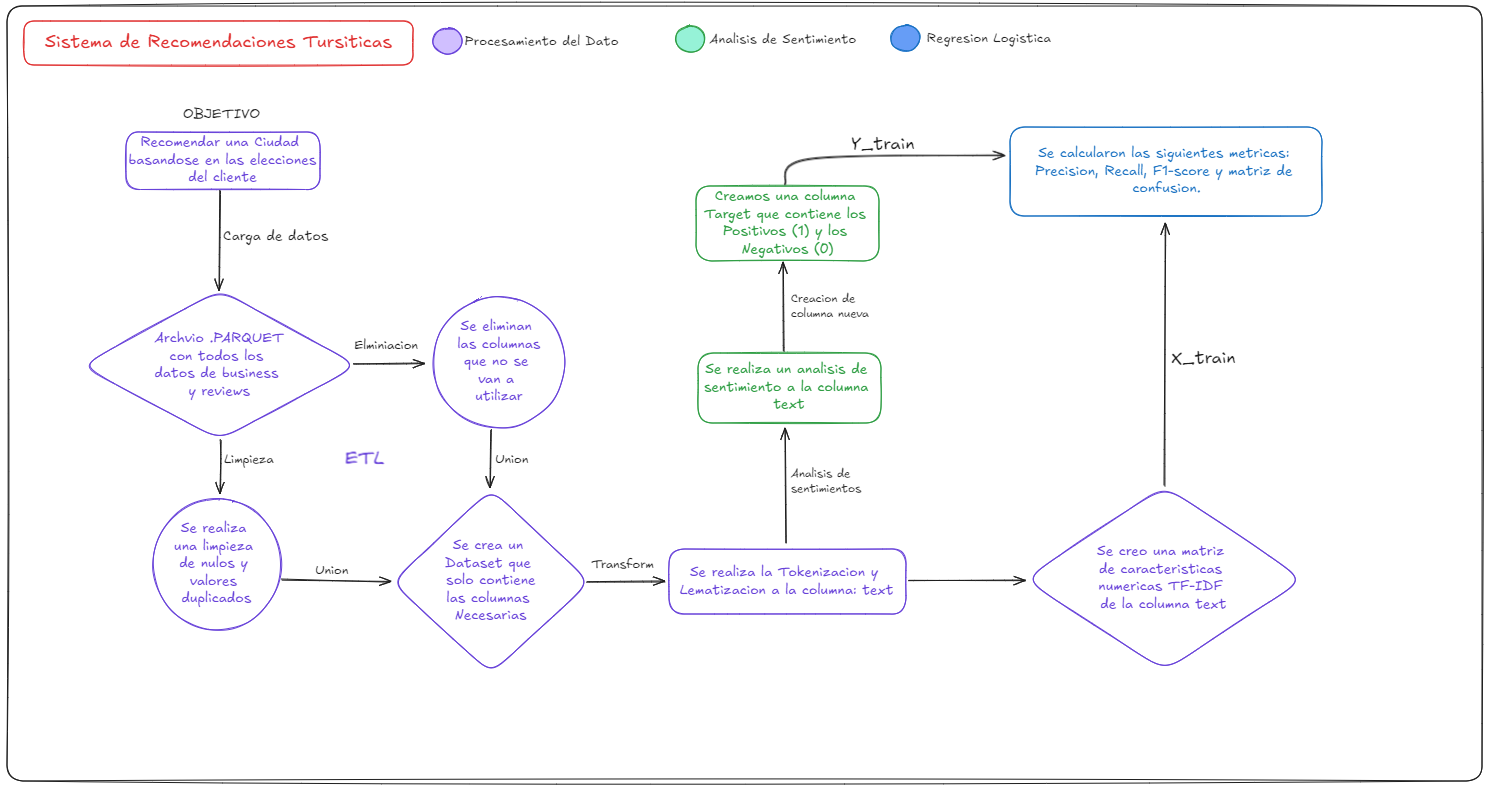 Sistema de Recomendaciones Tursiticas
Procesamiento del Dato
Analisis de Sentimiento
Regresion Logistica
OBJETIVO
Recomendar una Ciudad
basandose en las elecciones
del cliente
Carga de datos
Archvio .PARQUET
con todos los
datos de business
y reviews
Elminiacion
Se eliminan
las columnas
que no se
van a
utilizar
Limpieza
ETL
Union
Se realiza
una limpieza
de nulos y
valores
duplicados
Union
Se crea un
Dataset que
solo contiene
las columnas
Necesarias
Transform
Se realiza la Tokenizacion y
Lematizacion a la columna: text
Analisis de
sentimientos
Se realiza un analisis de
sentimiento a la columna
text
Creacion de
columna nueva
Creamos una columna
Target que contiene los
Positivos (1) y los
Negativos (0)
Y_train
Se calcularon las siguientes metricas:
Precision, Recall, F1-score y matriz de
confusion.
X_train
Se creo una matriz
de caracteristicas
numericas TF-IDF
de la columna text